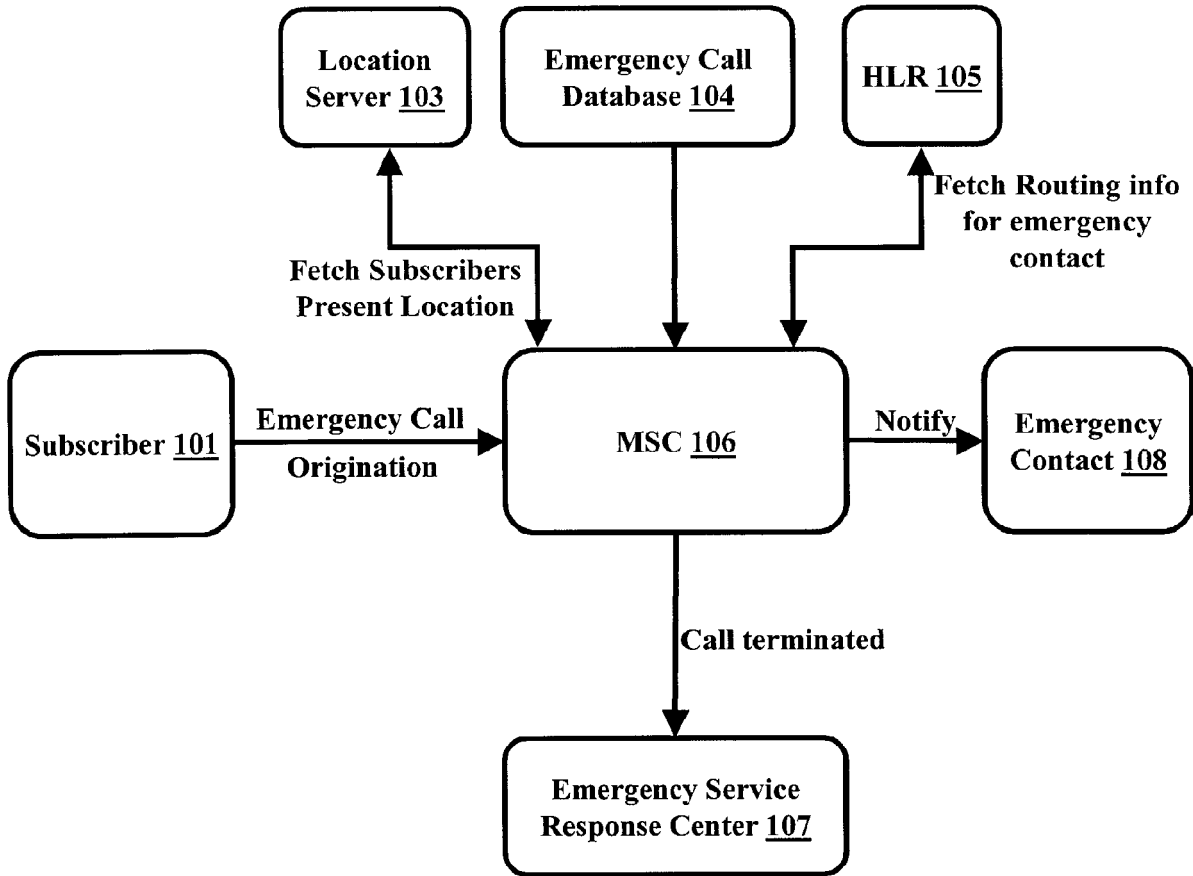 Location
Server 103
Emergency Call
Database 104
HLR 105
Fetch Routing info
for emergency
contact
Fetch Subscribers
Present Location
Subscriber 101
Emergency Call
Origination
MSC 106
Notify
Emergency
Contact 108
Call terminated
Emergency Service
Response Center 107